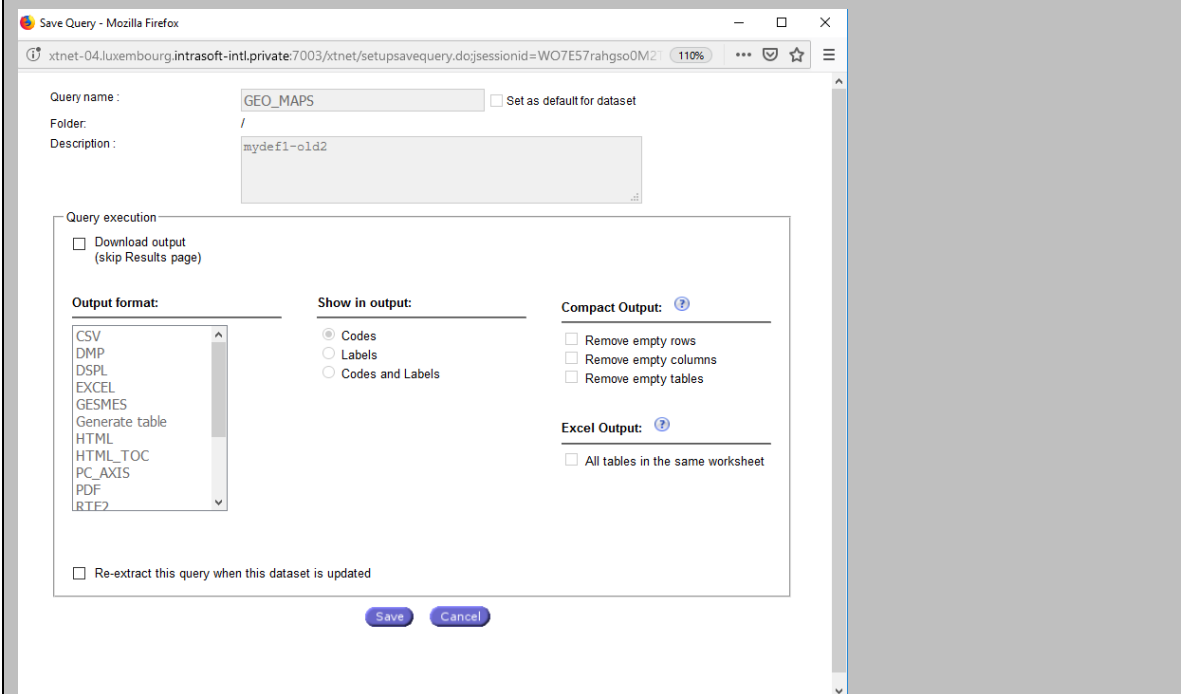 Save Query - Mozilla Firefox
xtnet-04.luxembourg.intrasoft-intl.private:7003/xtnet/setupsavequery.do;jsessionid=WO7E57rahgso0M2 110%
Query name : GEO_MAPS Set as default for dataset
Folder: /
Description : mydef1-old2
Query execution
Download output
(skip Results page)
Output format: Show in output: Compact Output: ?
CSV
DMP
DSPL
EXCEL
GESMES
Generate table
HTML
HTML_TOC
PC_AXIS
PDF
RTF2
Codes
Labels
Codes and Labels
Remove empty rows
Remove empty columns
Remove empty tables
Excel Output: ?
All tables in the same worksheet
Re-extract this query when this dataset is updated
Save Cancel